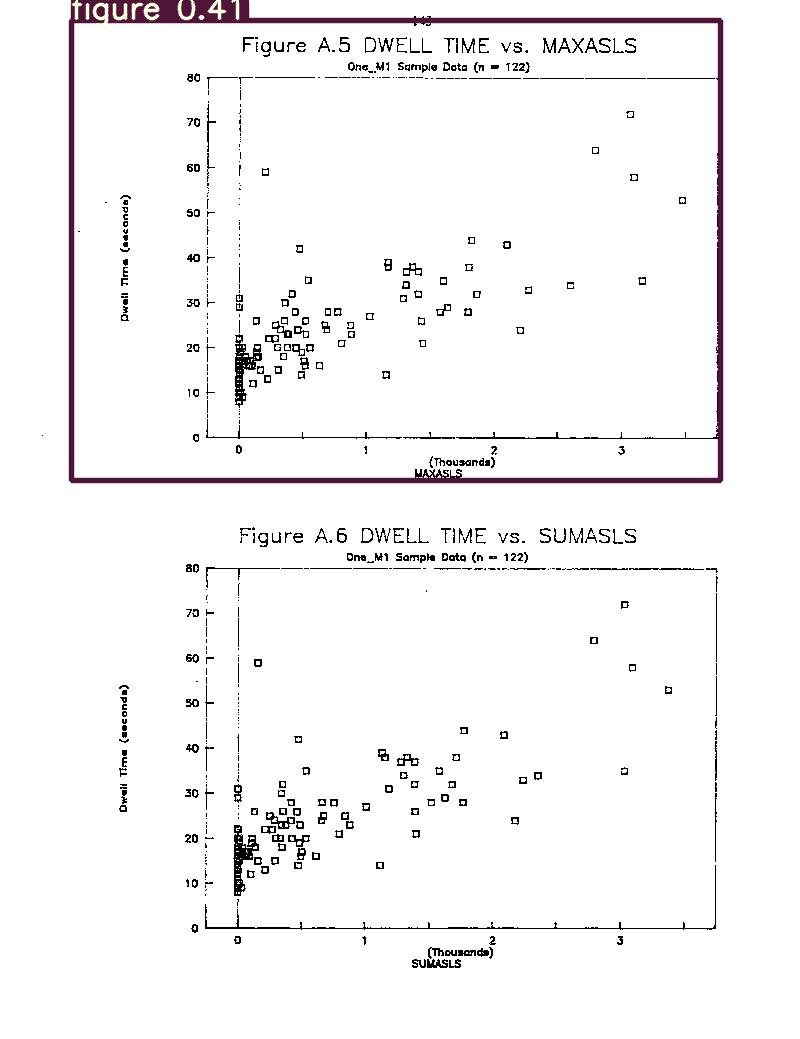 figure 0.41
143
Figure A.5 DWELL TIME vs. MAXASLS
One_M1 Sample Data (n = 122)
80
70
60
50
40
30
20
10
0
Dwell Time (seconds)
0 1 2 3
(Thousands)
MAXASLS
Figure A.6 DWELL TIME vs. SUMASLS
One_M1 Sample Data (n = 122)
80
70
60
50
40
30
20
10
0
Dwell Time (seconds)
0 1 2 3
(Thousands)
SUMASLS